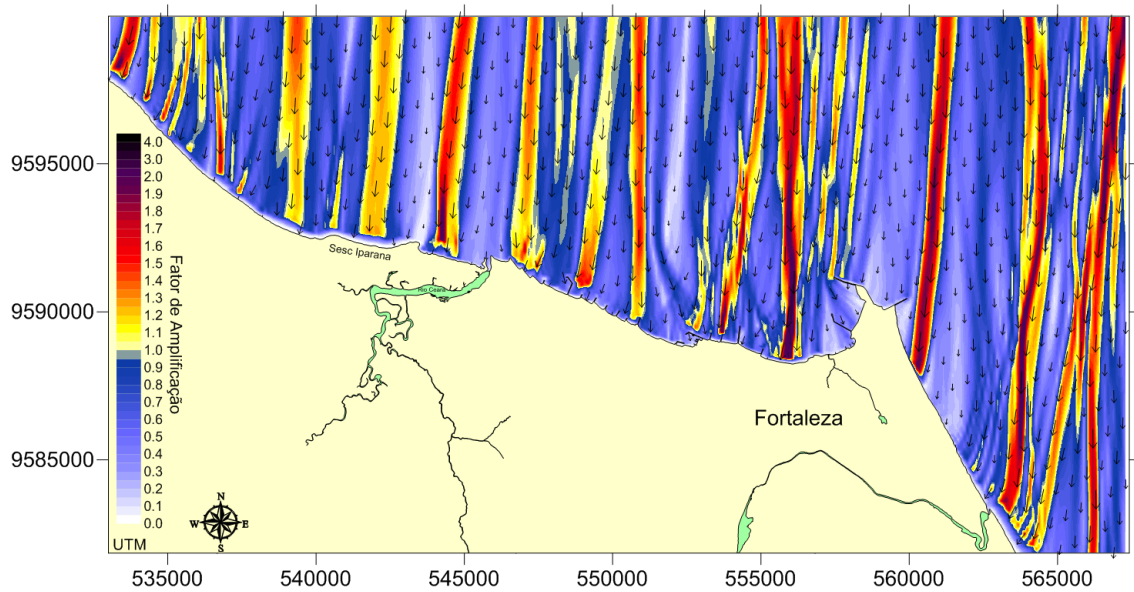 9595000
9590000
9585000
4.0
3.0
2.0
1.9
1.8
1.7
1.6
1.5
1.4
1.3
1.2
1.1
1.0
0.9
0.8
0.7
0.6
0.5
0.4
0.3
0.2
0.1
0.0
Fator de Amplificação
Sesc Iparana
Rio Ceará
Fortaleza
N
W E
S
UTM
535000 540000 545000 550000 555000 560000 565000